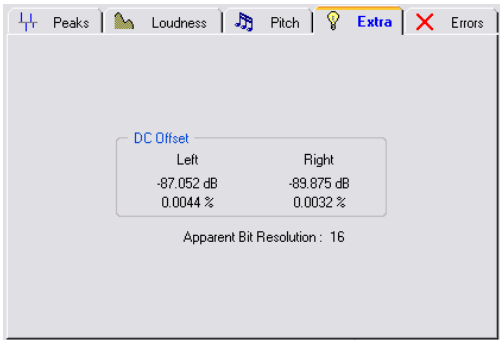 Peaks Loudness Pitch Extra Errors
DC Offset
Left Right
-87.052 dB -89.875 dB
0.0044 % 0.0032 %
Apparent Bit Resolution : 16